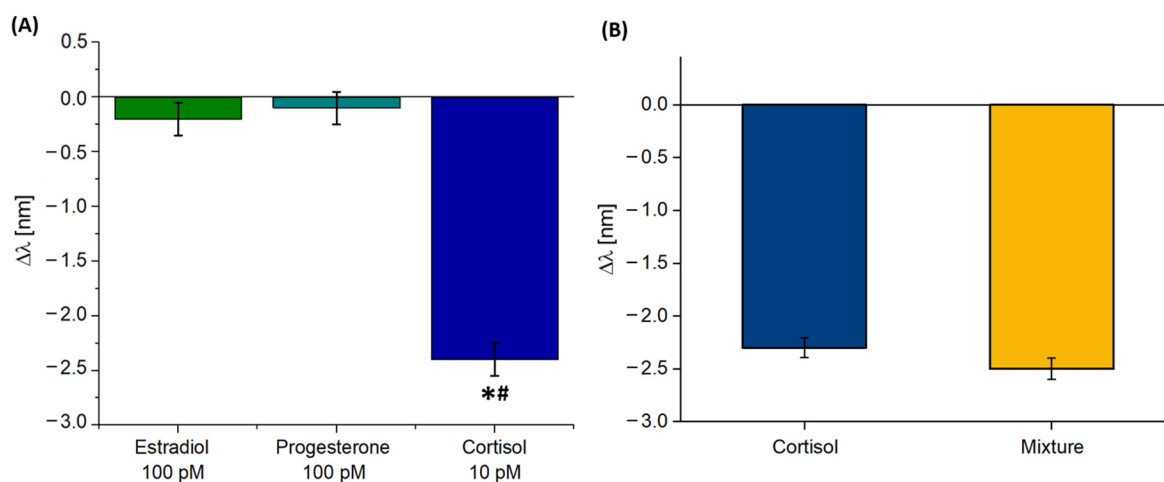 (A)
Δλ [nm]
0.5
0.0
−0.5
−1.0
−1.5
−2.0
−2.5
−3.0
*#
Estradiol
100 pM
Progesterone
100 pM
Cortisol
10 pM
(B)
Δλ [nm]
0.0
−0.5
−1.0
−1.5
−2.0
−2.5
−3.0
Cortisol
Mixture